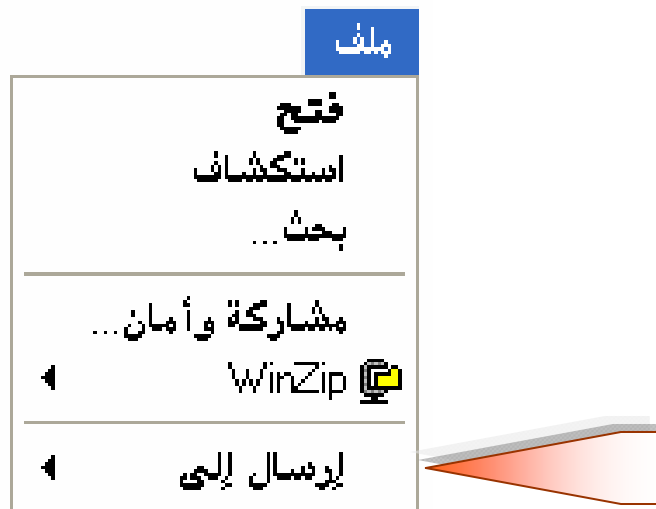 ملف
فتح
استكشاف
بحث...
مشاركة وأمان...
WinZip
إرسال إلى